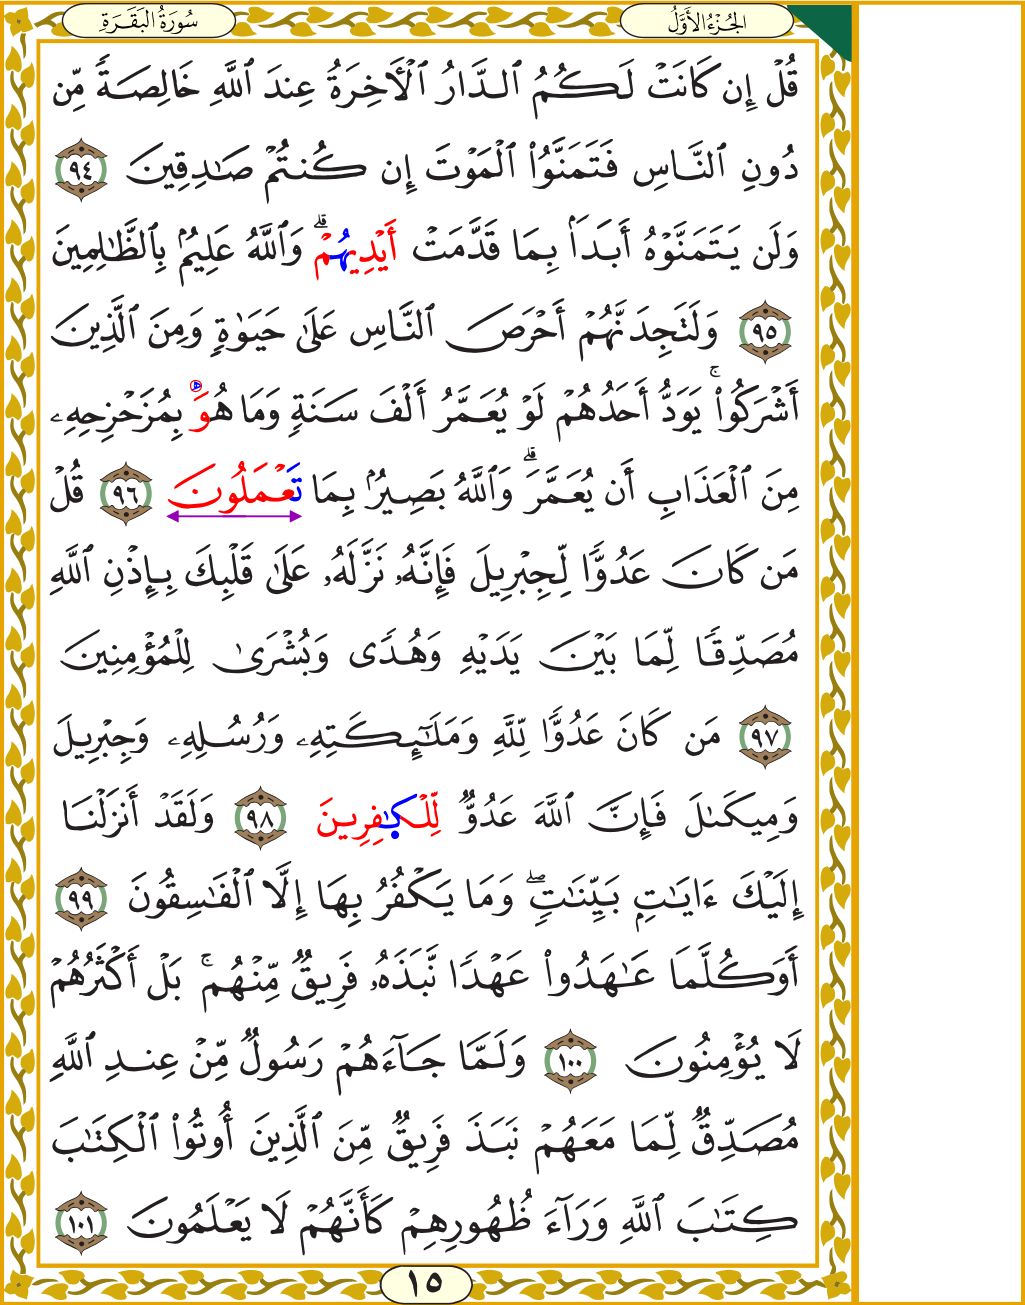 الجُزْءُ الأَوَّلُ
سُورَةُ البَقَرَةِ
قُلْ إِن كَانَتْ لَكُمُ ٱلدَّارُ ٱلْأَخِرَةُ عِندَ ٱللَّهِ خَالِصَةً مِّن
دُونِ ٱلنَّاسِ فَتَمَنَّوُا۟ ٱلْمَوْتَ إِن كُنتُمْ صَـٰدِقِينَ ٩٤
وَلَن يَتَمَنَّوْهُ أَبَدَۢا بِمَا قَدَّمَتْ أَيْدِيهُمْ ۗ وَٱللَّهُ عَلِيمُۢ بِٱلظَّـٰلِمِينَ
٩٥ وَلَتَجِدَنَّهُمْ أَحْرَصَ ٱلنَّاسِ عَلَىٰ حَيَوٰةٍ وَمِنَ ٱلَّذِينَ
أَشْرَكُوا۟ ۚ يَوَدُّ أَحَدُهُمْ لَوْ يُعَمَّرُ أَلْفَ سَنَةٍ وَمَا هُوَ بِمُزَحْزِحِهِۦ
مِنَ ٱلْعَذَابِ أَن يُعَمَّرَ ۗ وَٱللَّهُ بَصِيرُۢ بِمَا تَعْمَلُونَ ٩٦ قُلْ
مَن كَانَ عَدُوًّا لِّجِبْرِيلَ فَإِنَّهُۥ نَزَّلَهُۥ عَلَىٰ قَلْبِكَ بِإِذْنِ ٱللَّهِ
مُصَدِّقًا لِّمَا بَيْنَ يَدَيْهِ وَهُدًى وَبُشْرَىٰ لِلْمُؤْمِنِينَ
٩٧ مَن كَانَ عَدُوًّا لِّلَّهِ وَمَلَـٰٓئِكَتِهِۦ وَرُسُلِهِۦ وَجِبْرِيلَ
وَمِيكَىٰلَ فَإِنَّ ٱللَّهَ عَدُوٌّ لِّلْكَـٰفِرِينَ ٩٨ وَلَقَدْ أَنزَلْنَا
إِلَيْكَ ءَايَـٰتٍۭ بَيِّنَـٰتٍ ۖ وَمَا يَكْفُرُ بِهَا إِلَّا ٱلْفَـٰسِقُونَ ٩٩
أَوَكُلَّمَا عَـٰهَدُوا۟ عَهْدًا نَّبَذَهُۥ فَرِيقٌ مِّنْهُم ۚ بَلْ أَكْثَرُهُمْ
لَا يُؤْمِنُونَ ١٠٠ وَلَمَّا جَآءَهُمْ رَسُولٌ مِّنْ عِندِ ٱللَّهِ
مُصَدِّقٌ لِّمَا مَعَهُمْ نَبَذَ فَرِيقٌ مِّنَ ٱلَّذِينَ أُوتُوا۟ ٱلْكِتَـٰبَ
كِتَـٰبَ ٱللَّهِ وَرَآءَ ظُهُورِهِمْ كَأَنَّهُمْ لَا يَعْلَمُونَ ١٠١
١٥